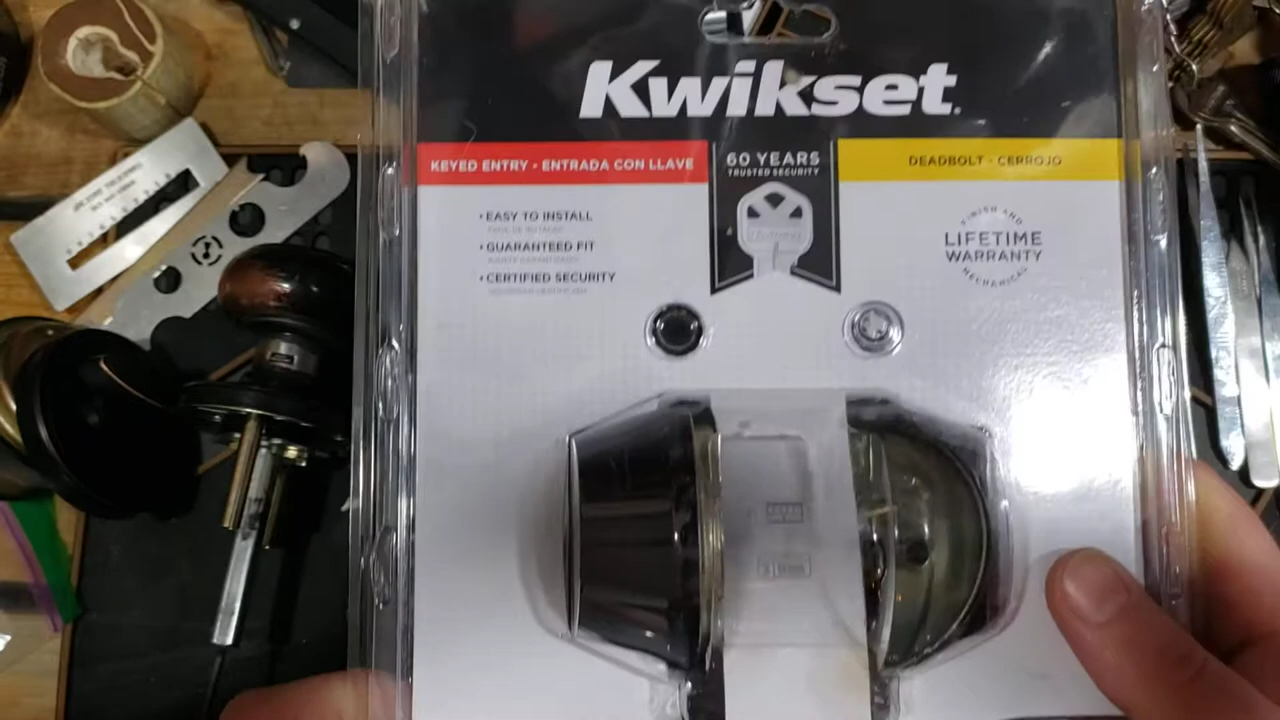 Kwikset.
KEYED ENTRY • ENTRADA CON LLAVE
60 YEARS
TRUSTED SECURITY
DEADBOLT • CERROJO
• EASY TO INSTALL
• GUARANTEED FIT
• CERTIFIED SECURITY
FINISH AND
LIFETIME
WARRANTY
MECHANICAL